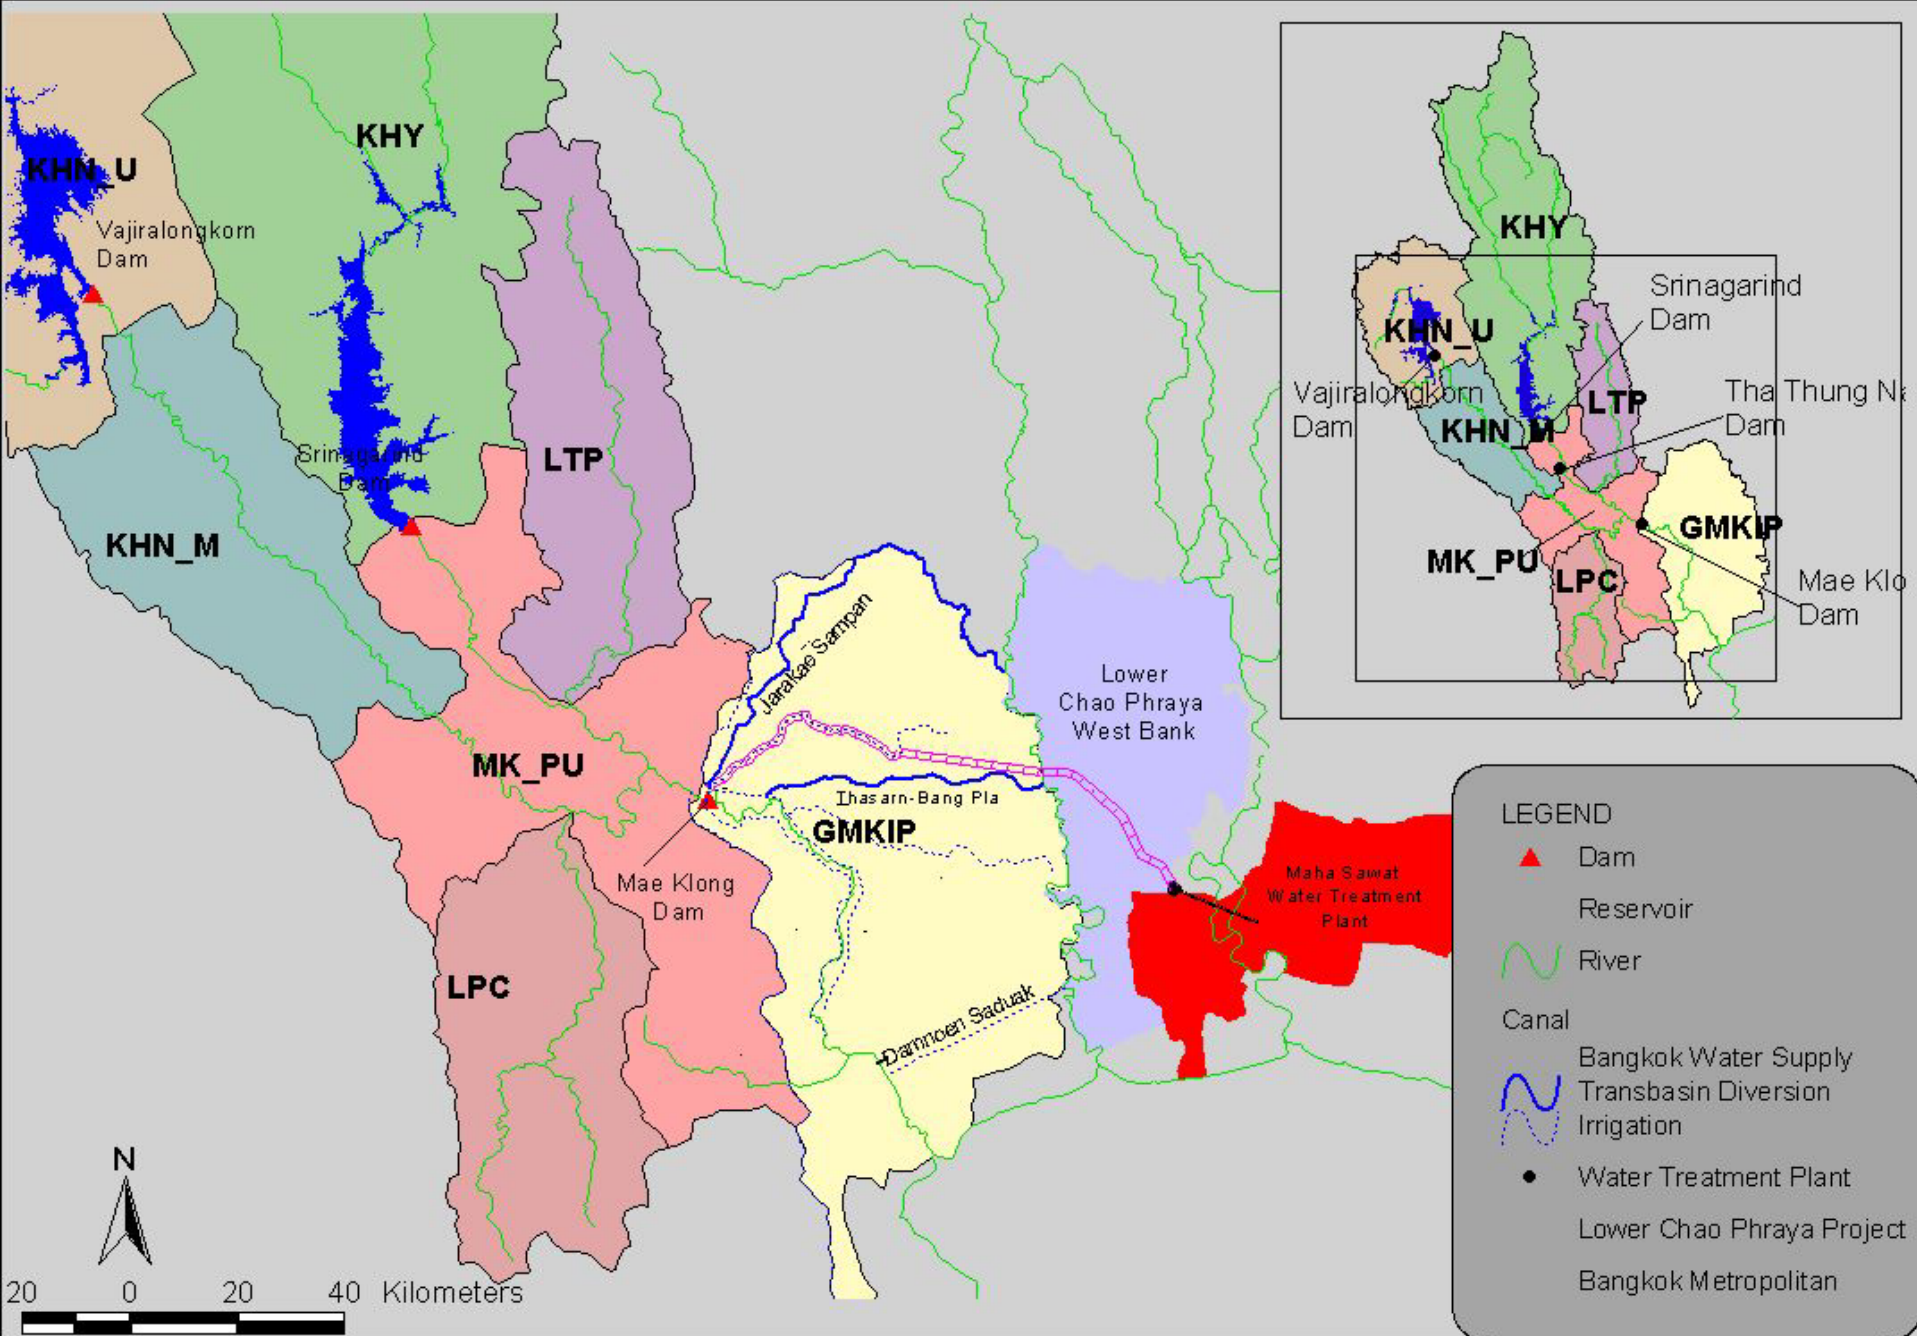 KHY
KHN_U
Vajiralongkorn
Dam
LTP
Srinagarind
Dam
KHN_M
MK_PU
Mae Klong
Dam
LPC
Jarakae Sampan
Thasarn-Bang Pla
GMKIP
Damnoen Saduak
Lower
Chao Phraya
West Bank
Maha Sawat
Water Treatment
Plant
N
20 0 20 40 Kilometers
KHY
Srinagarind
Dam
KHN_U
Vajiralongkorn
Dam
LTP
Tha Thung Na
Dam
KHN_M
GMKIP
MK_PU
LPC
Mae Klo
Dam
LEGEND
Dam
Reservoir
River
Canal
Bangkok Water Supply
Transbasin Diversion
Irrigation
Water Treatment Plant
Lower Chao Phraya Project
Bangkok Metropolitan